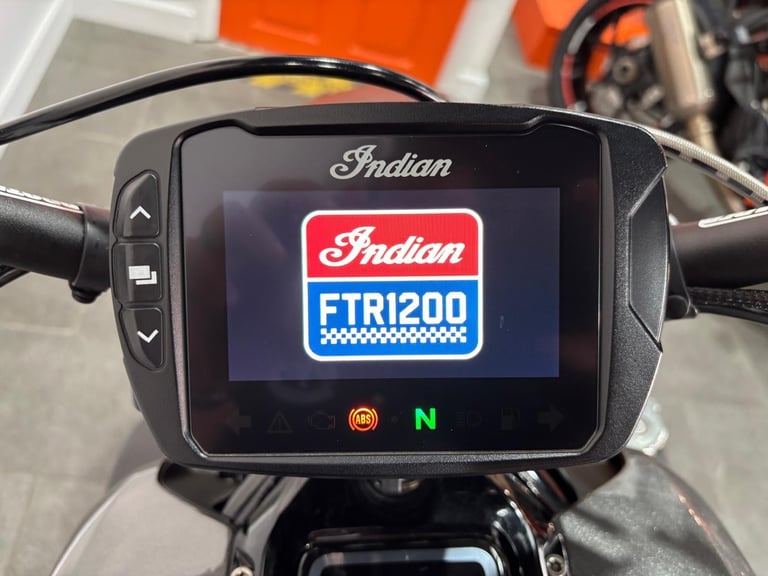 Indian
Indian
FTR1200
ABS
N